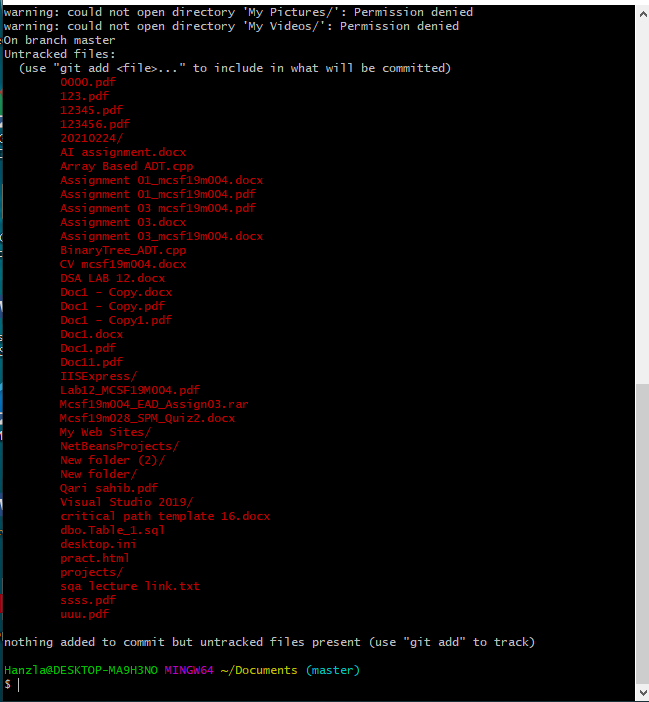 warning: could not open directory 'My Pictures/': Permission denied
warning: could not open directory 'My Videos/': Permission denied
On branch master
Untracked files:
  (use "git add <file>..." to include in what will be committed)
        0000.pdf
        123.pdf
        12345.pdf
        123456.pdf
        20210224/
        AI assignment.docx
        Array Based ADT.cpp
        Assignment 01_mcsf19m004.docx
        Assignment 01_mcsf19m004.pdf
        Assignment 03 mcsf19m004.pdf
        Assignment 03.docx
        Assignment 03_mcsf19m004.docx
        BinaryTree_ADT.cpp
        CV mcsf19m004.docx
        DSA LAB 12.docx
        Doc1 - Copy.docx
        Doc1 - Copy.pdf
        Doc1 - Copy1.pdf
        Doc1.docx
        Doc1.pdf
        Doc11.pdf
        IISExpress/
        Lab12_MCSF19M004.pdf
        Mcsf19m004_EAD_Assign03.rar
        Mcsf19m028_SPM_Quiz2.docx
        My Web Sites/
        NetBeansProjects/
        New folder (2)/
        New folder/
        Qari sahib.pdf
        Visual Studio 2019/
        critical path template 16.docx
        dbo.Table_1.sql
        desktop.ini
        pract.html
        projects/
        sqa lecture link.txt
        ssss.pdf
        uuu.pdf
nothing added to commit but untracked files present (use "git add" to track)
Hanzla@DESKTOP-MA9H3NO MINGW64 ~/Documents (master)
$